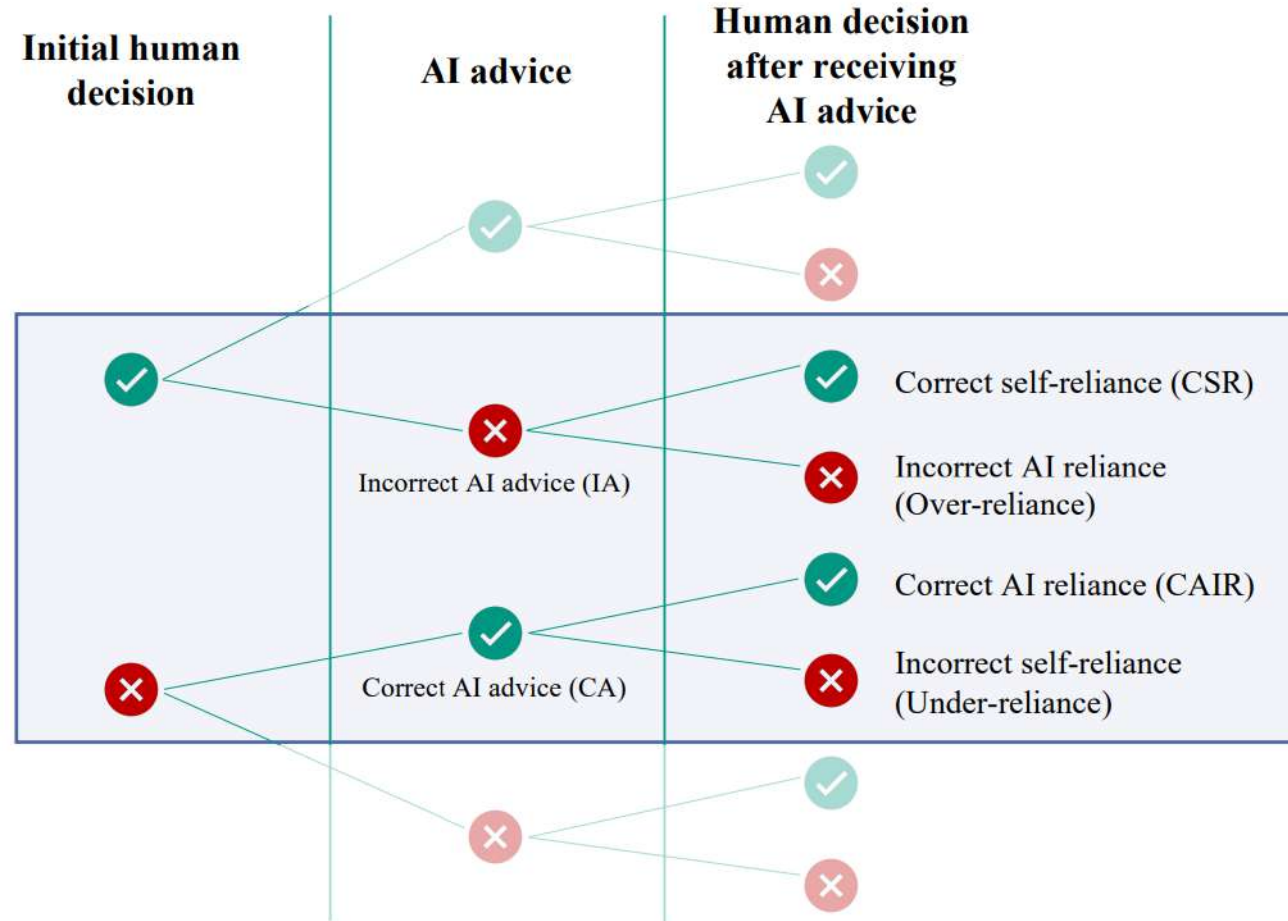 Initial human
decision
AI advice
Human decision
after receiving
AI advice
Incorrect AI advice (IA)
Correct AI advice (CA)
Correct self-reliance (CSR)
Incorrect AI reliance
(Over-reliance)
Correct AI reliance (CAIR)
Incorrect self-reliance
(Under-reliance)